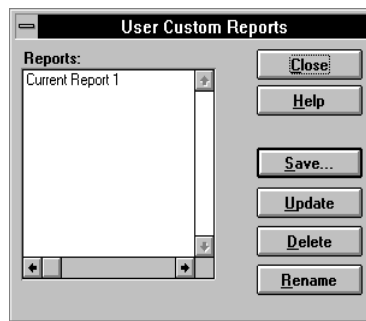 User Custom Reports
Reports:
Current Report 1
Close
Help
Save...
Update
Delete
Rename